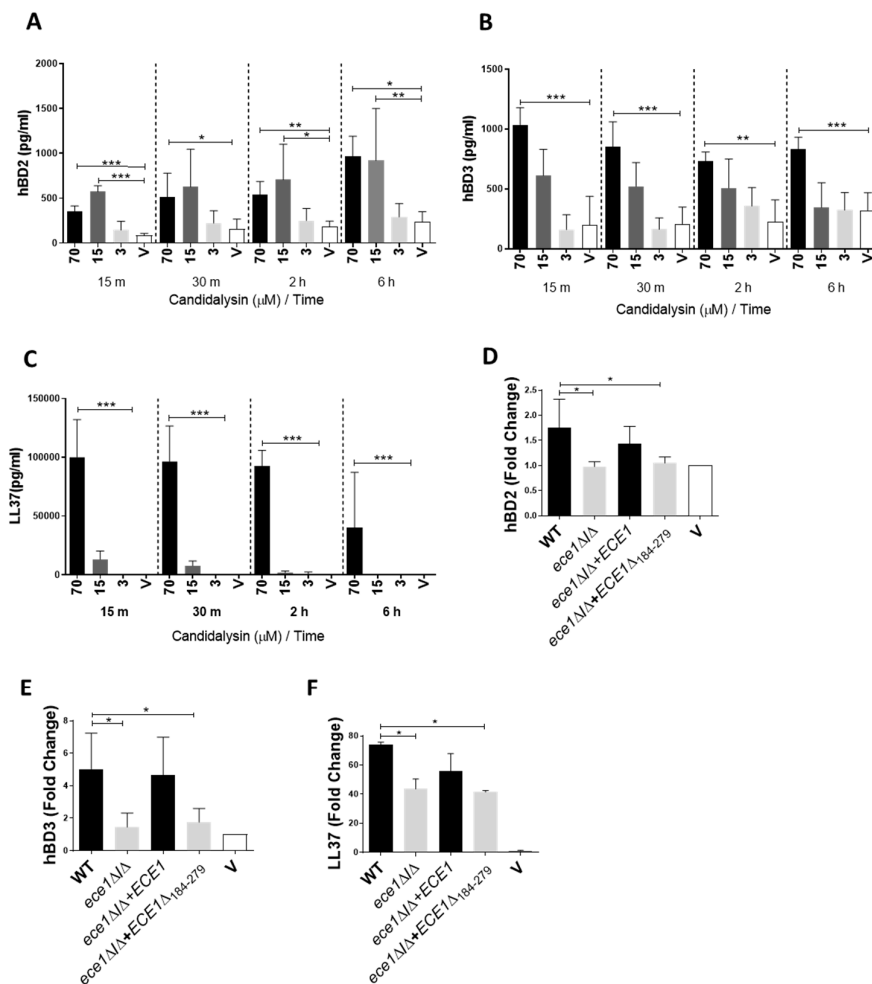 A
hBD2 (pg/ml)
2000
1500
1000
500
0
***
***
*
**
*
*
**
70 15 3 V 70 15 3 V 70 15 3 V 70 15 3 V
15 m 30 m 2 h 6 h
Candidalysin (μM) / Time
B
hBD3 (pg/ml)
1500
1000
500
0
***
***
**
***
70 15 3 V 70 15 3 V 70 15 3 V 70 15 3 V
15 m 30 m 2 h 6 h
Candidalysin (μM) / Time
C
LL37(pg/ml)
150000
100000
50000
0
***
***
***
***
70 15 3 V 70 15 3 V 70 15 3 V 70 15 3 V
15 m 30 m 2 h 6 h
Candidalysin (μM) / Time
D
hBD2 (Fold Change)
2.5
2.0
1.5
1.0
0.5
0.0
*
*
WT
ece1Δ/Δ
ece1Δ/Δ+ECE1
ece1Δ/Δ+ECE1Δ184-279
V
E
hBD3 (Fold Change)
8
6
4
2
0
*
*
WT
ece1Δ/Δ
ece1Δ/Δ+ECE1
ece1Δ/Δ+ECE1Δ184-279
V
F
LL37 (Fold Change)
80
60
40
20
0
*
*
WT
ece1Δ/Δ
ece1Δ/Δ+ECE1
ece1Δ/Δ+ECE1Δ184-279
V